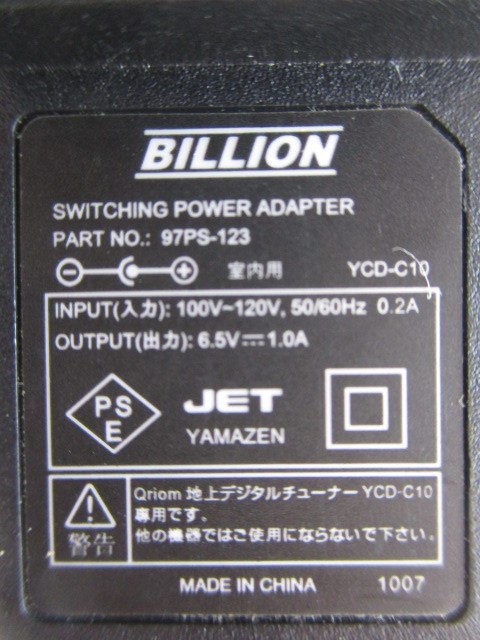 BILLION
SWITCHING POWER ADAPTER
PART NO.: 97PS-123
室内用 YCD-C10
INPUT(入力): 100V~120V, 50/60Hz 0.2A
OUTPUT(出力): 6.5V⎓1.0A
PS
E
JET
YAMAZEN
警告
Qriom 地上デジタルチューナー YCD-C10
専用です。
他の機器ではご使用にならないで下さい。
MADE IN CHINA 1007